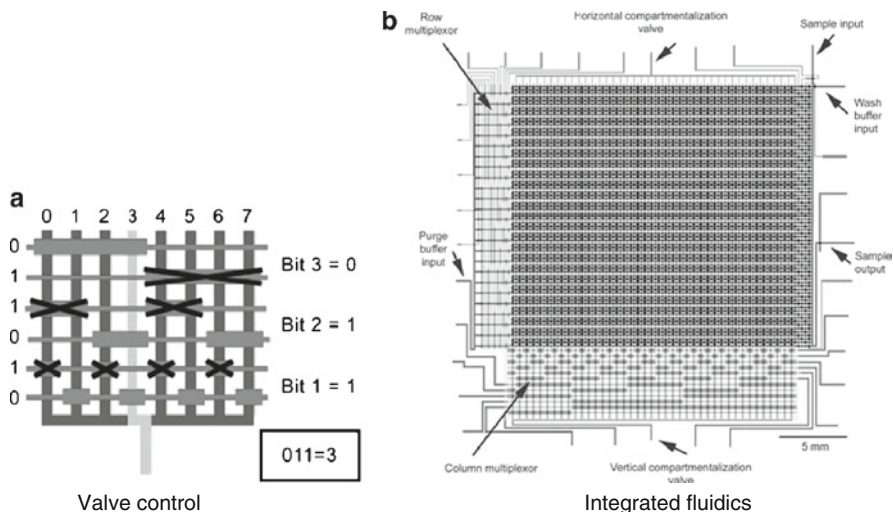 a
0 1 2 3 4 5 6 7
0
1
Bit 3 = 0
1
0
Bit 2 = 1
1
0
Bit 1 = 1
011=3
Valve control
b
Row
multiplexor
Horizontal compartmentalization
valve
Sample input
Wash
buffer
input
Purge
buffer
input
Sample
output
Column multiplexor
Vertical compartmentalization
valve
5 mm
Integrated fluidics